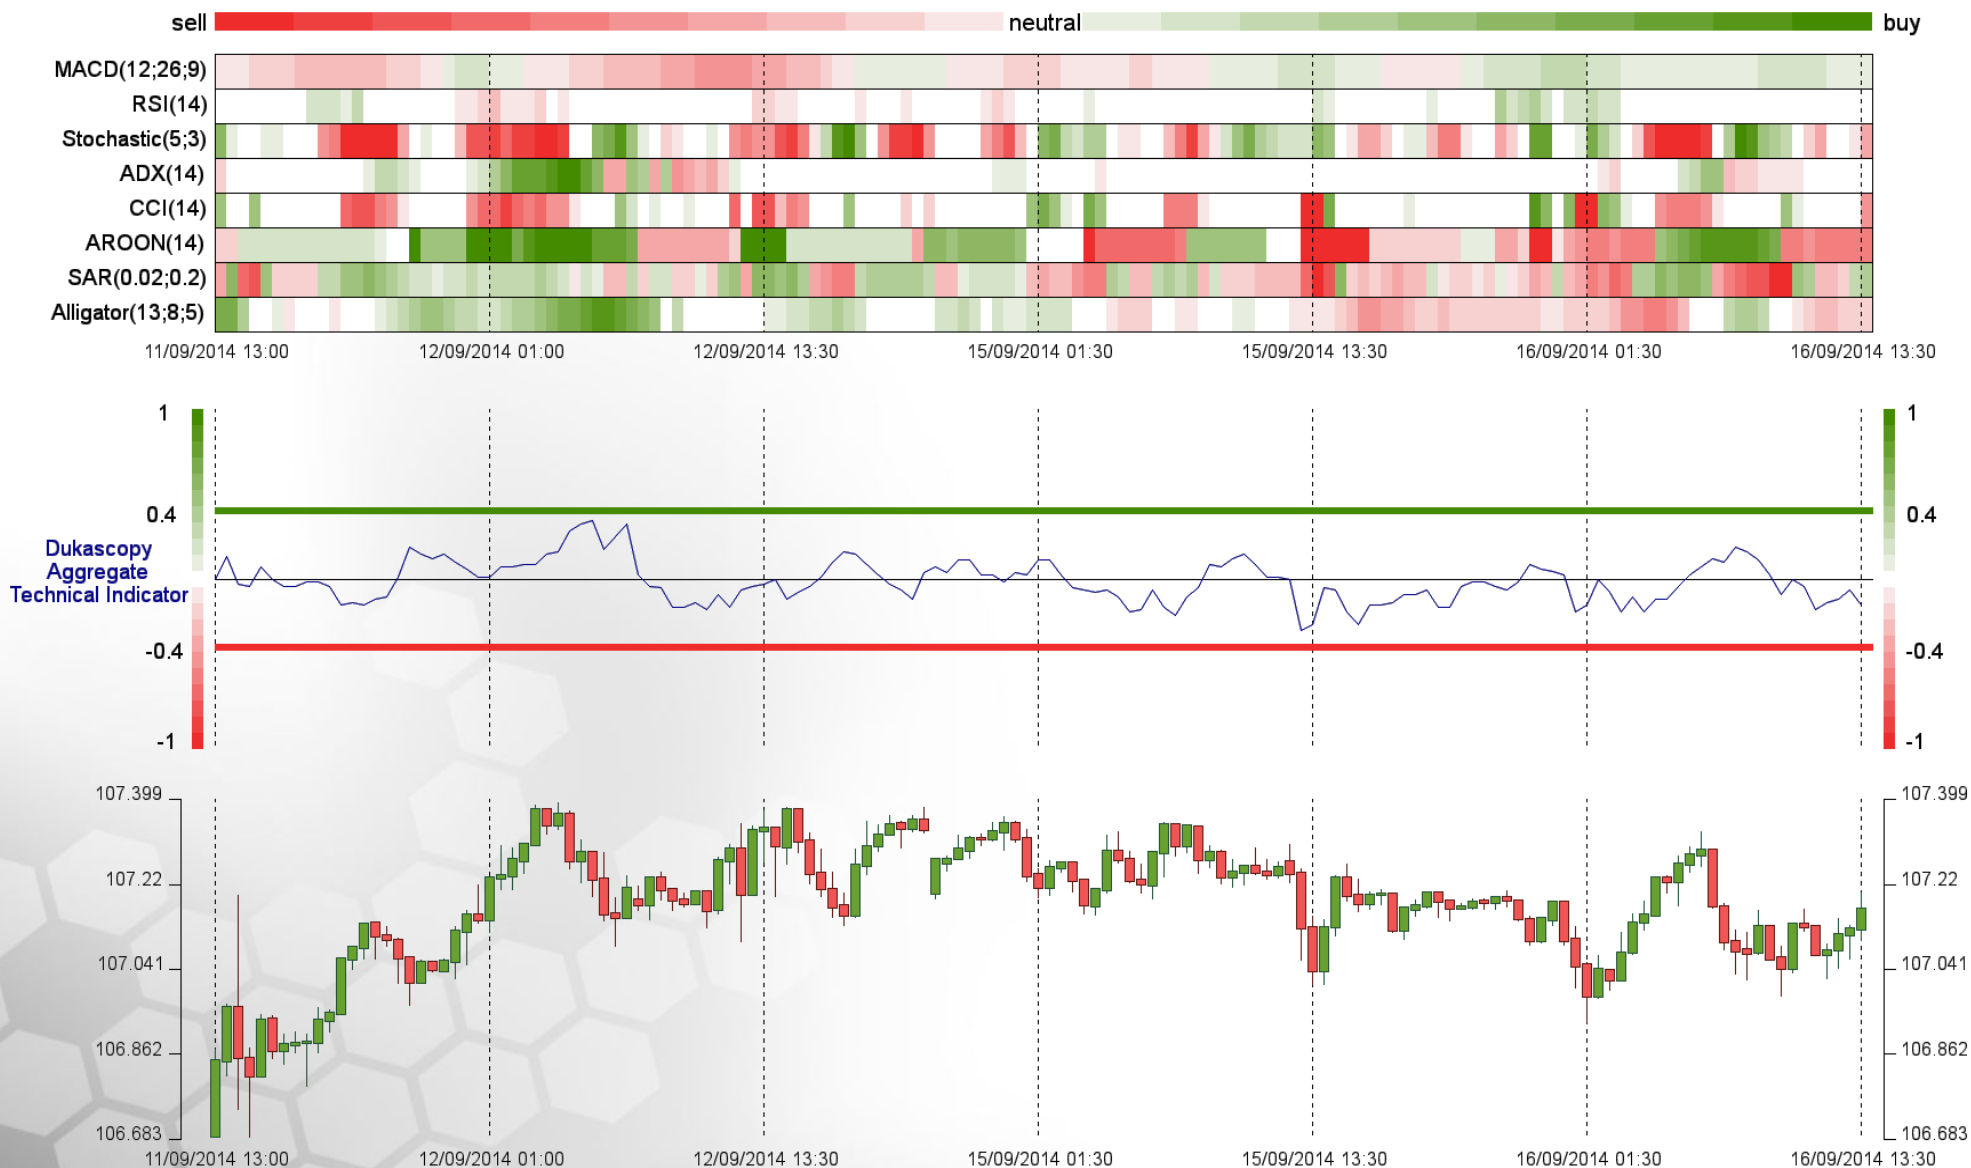 sell neutral buy
MACD(12;26;9)
RSI(14)
Stochastic(5;3)
ADX(14)
CCI(14)
AROON(14)
SAR(0.02;0.2)
Alligator(13;8;5)
11/09/2014 13:00 12/09/2014 01:00 12/09/2014 13:30 15/09/2014 01:30 15/09/2014 13:30 16/09/2014 01:30 16/09/2014 13:30
1 1
0.4 0.4
Dukascopy
Aggregate
Technical Indicator
-0.4 -0.4
-1 -1
107.399 107.399
107.22 107.22
107.041 107.041
106.862 106.862
106.683 106.683
11/09/2014 13:00 12/09/2014 01:00 12/09/2014 13:30 15/09/2014 01:30 15/09/2014 13:30 16/09/2014 01:30 16/09/2014 13:30